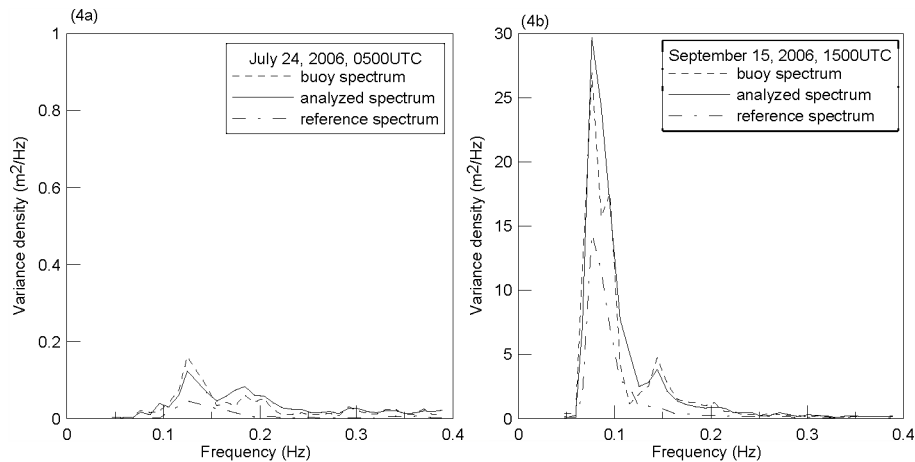 (4a)
July 24, 2006, 0500UTC
buoy spectrum
analyzed spectrum
reference spectrum
1
0.8
0.6
0.4
0.2
0
Variance density (m2/Hz)
0
0.1
0.2
0.3
0.4
Frequency (Hz)
(4b)
September 15, 2006, 1500UTC
buoy spectrum
analyzed spectrum
reference spectrum
30
25
20
15
10
5
0
Variance density (m2/Hz)
0
0.1
0.2
0.3
0.4
Frequency (Hz)